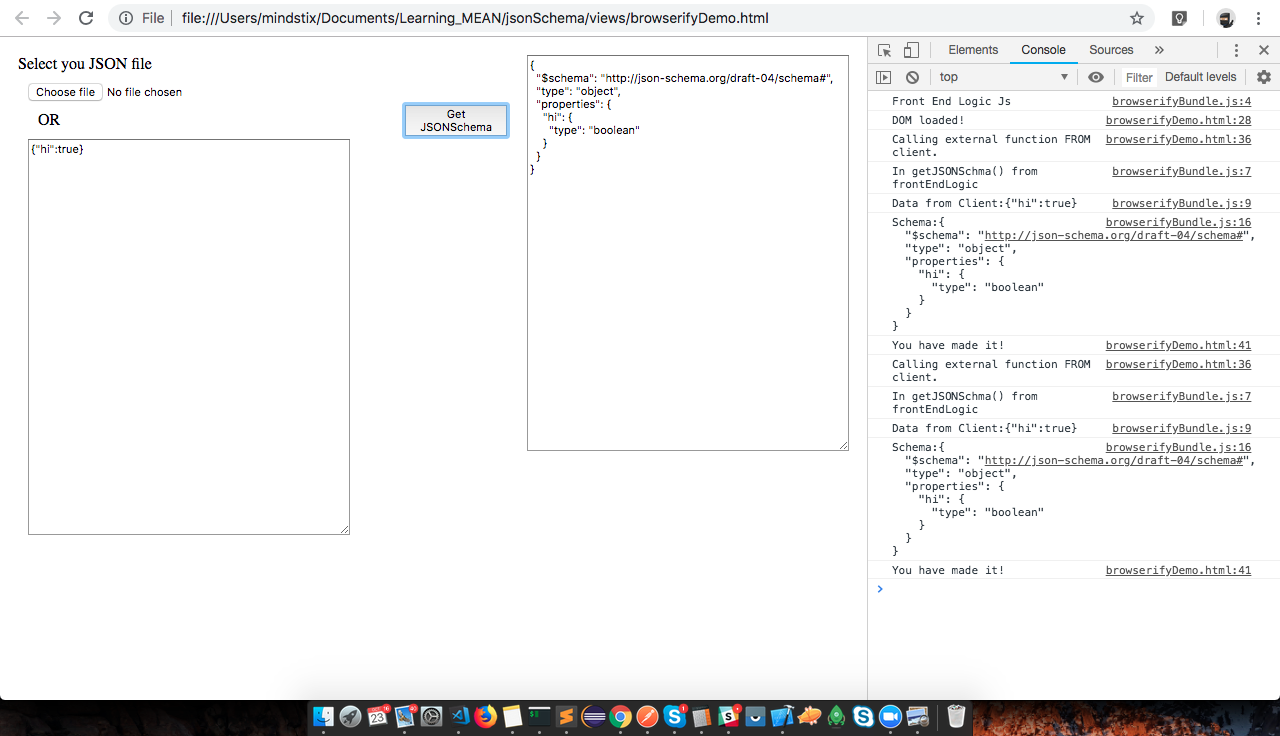 File
file:///Users/mindstix/Documents/Learning_MEAN/jsonSchema/views/browserifyDemo.html
Select you JSON file
Choose file No file chosen
OR
{"hi":true}
Get
JSONSchema
{
"$schema": "http://json-schema.org/draft-04/schema#",
"type": "object",
"properties": {
"hi": {
"type": "boolean"
}
}
}
Elements Console Sources »
top Filter Default levels
Front End Logic Js browserifyBundle.js:4
DOM loaded! browserifyDemo.html:28
Calling external function FROM browserifyDemo.html:36
client.
In getJSONSchma() from browserifyBundle.js:7
frontEndLogic
Data from Client:{"hi":true} browserifyBundle.js:9
Schema:{ browserifyBundle.js:16
"$schema": "http://json-schema.org/draft-04/schema#",
"type": "object",
"properties": {
"hi": {
"type": "boolean"
}
}
}
You have made it! browserifyDemo.html:41
Calling external function FROM browserifyDemo.html:36
client.
In getJSONSchma() from browserifyBundle.js:7
frontEndLogic
Data from Client:{"hi":true} browserifyBundle.js:9
Schema:{ browserifyBundle.js:16
"$schema": "http://json-schema.org/draft-04/schema#",
"type": "object",
"properties": {
"hi": {
"type": "boolean"
}
}
}
You have made it! browserifyDemo.html:41
23